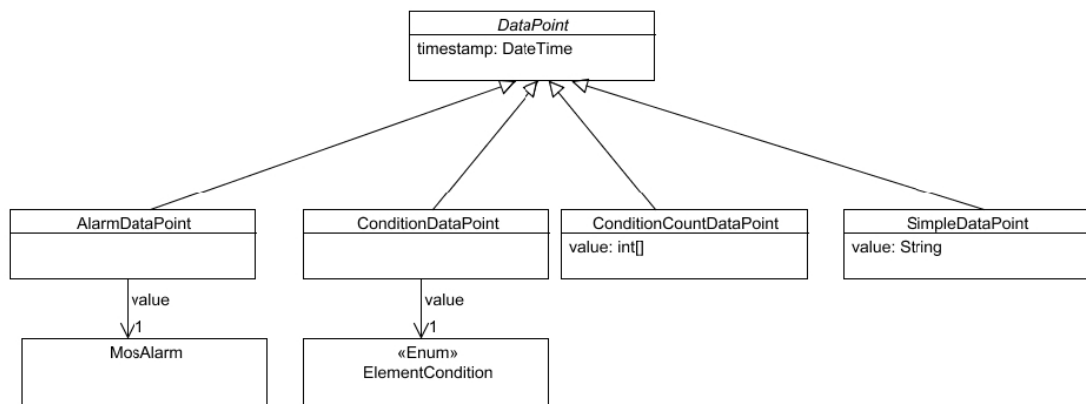 DataPoint
timestamp: DateTime
AlarmDataPoint
ConditionDataPoint
ConditionCountDataPoint
value: int[]
SimpleDataPoint
value: String
value
1
value
1
MosAlarm
«Enum»
ElementCondition